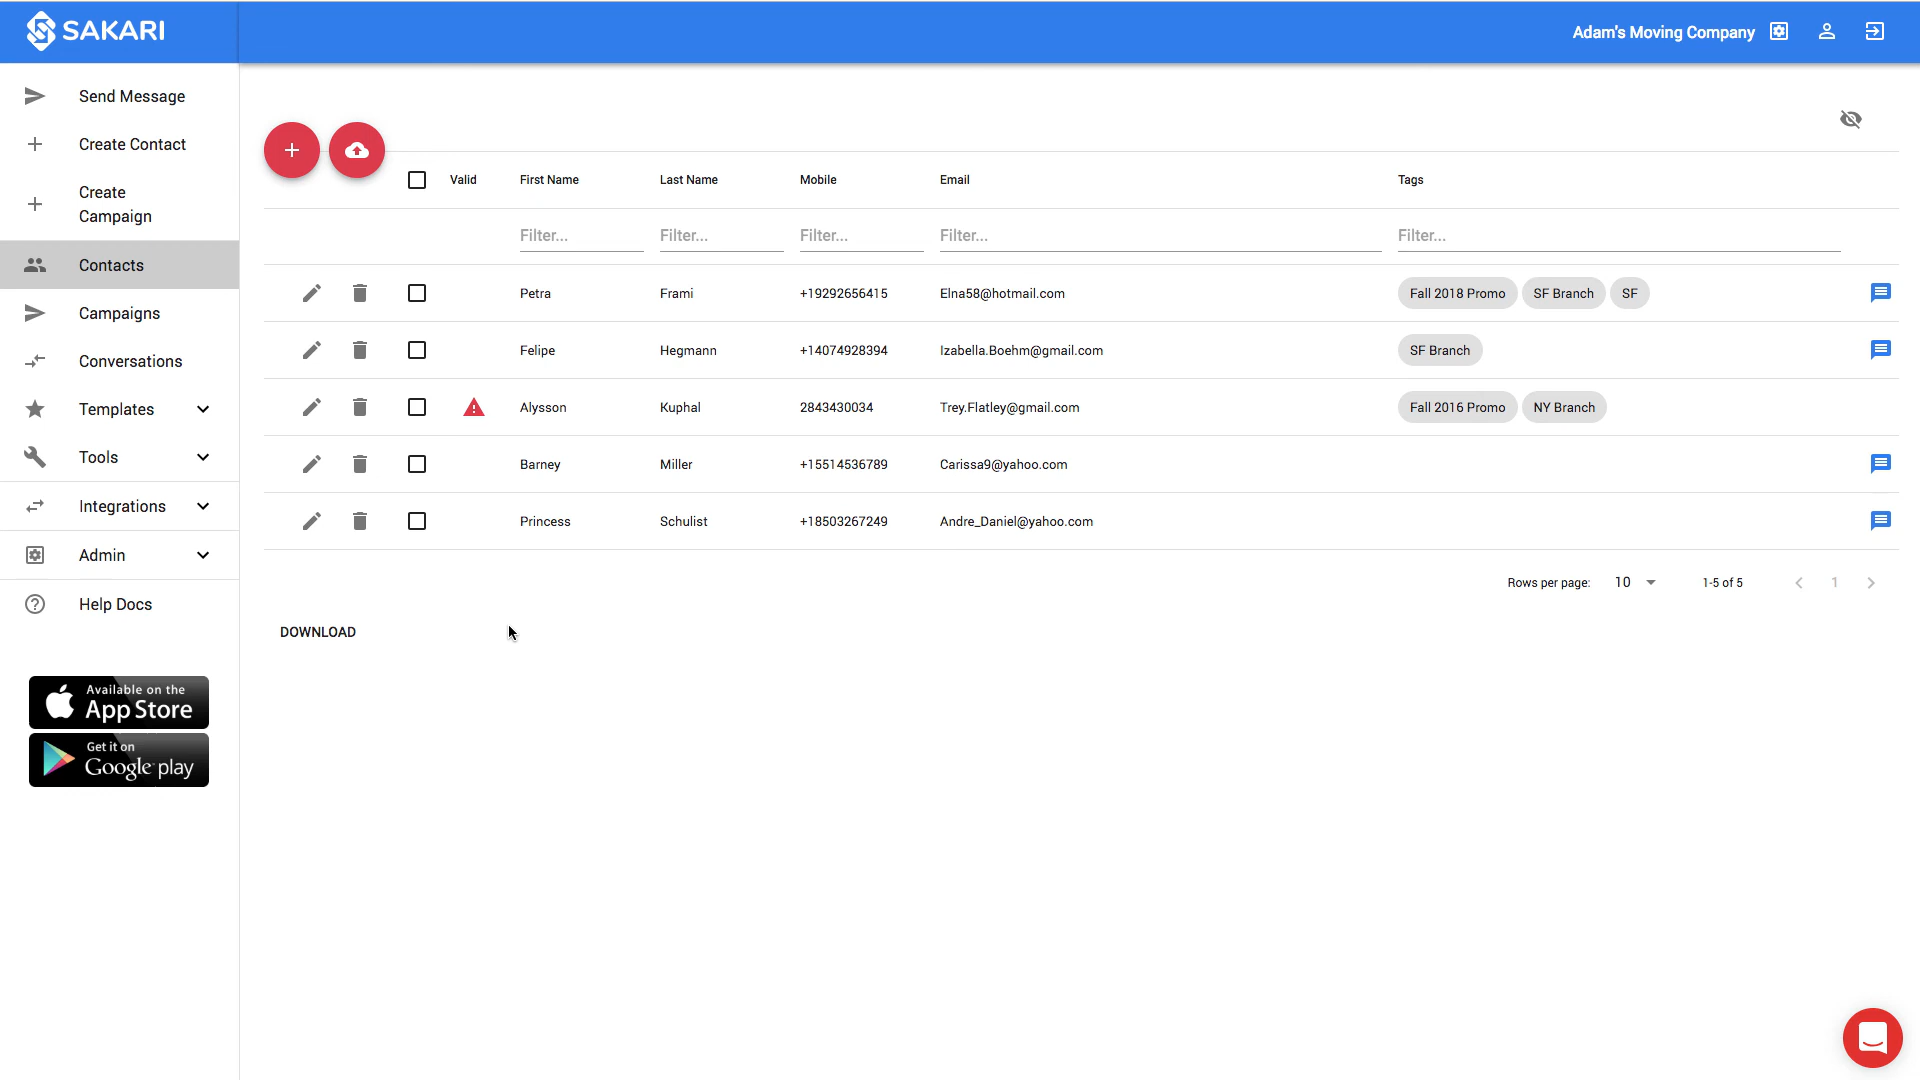 SAKARI
Adam's Moving Company
Send Message
Create Contact
Create
Campaign
Contacts
Campaigns
Conversations
Templates
Tools
Integrations
Admin
Help Docs
Available on the
App Store
Get it on
Google play
Valid First Name Last Name Mobile Email Tags
Filter... Filter... Filter... Filter... Filter...
Petra Frami +19292656415 Elna58@hotmail.com Fall 2018 Promo SF Branch SF
Felipe Hegmann +14074928394 Izabella.Boehm@gmail.com SF Branch
Alysson Kuphal 2843430034 Trey.Flatley@gmail.com Fall 2016 Promo NY Branch
Barney Miller +15514536789 Carissa9@yahoo.com
Princess Schulist +18503267249 Andre_Daniel@yahoo.com
Rows per page: 10 1-5 of 5 1
DOWNLOAD